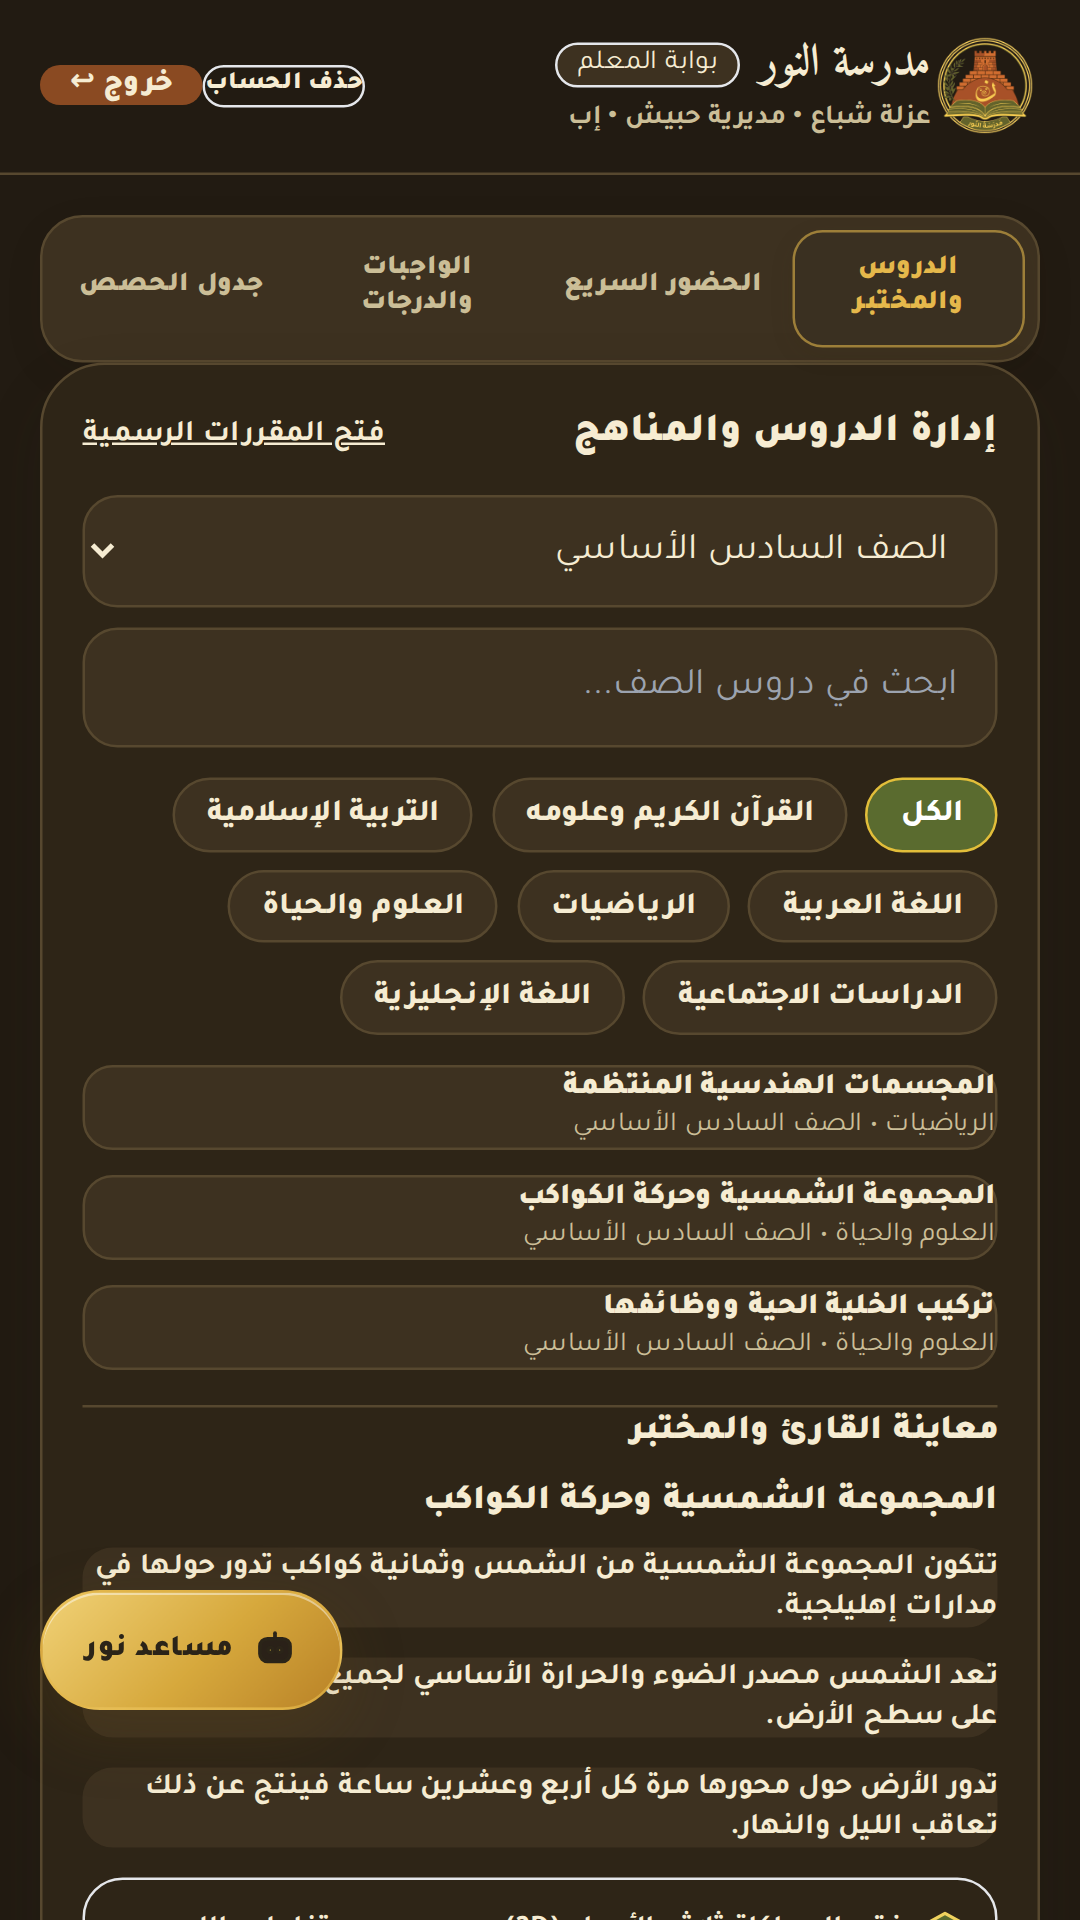 مدرسة النور
بوابة المعلم
عزلة شباع • مديرية حبيش • إب
حذف الحساب
خروج ↩
ن
مدرسة النور
الدروس والمختبر
الحضور السريع
الواجبات والدرجات
جدول الحصص
إدارة الدروس والمناهج
فتح المقررات الرسمية
الصف السادس الأساسي
ابحث في دروس الصف...
الكل
القرآن الكريم وعلومه
التربية الإسلامية
اللغة العربية
الرياضيات
العلوم والحياة
الدراسات الاجتماعية
اللغة الإنجليزية
المجسمات الهندسية المنتظمة
الرياضيات • الصف السادس الأساسي
المجموعة الشمسية وحركة الكواكب
العلوم والحياة • الصف السادس الأساسي
تركيب الخلية الحية ووظائفها
العلوم والحياة • الصف السادس الأساسي
معاينة القارئ والمختبر
المجموعة الشمسية وحركة الكواكب
تتكون المجموعة الشمسية من الشمس وثمانية كواكب تدور حولها في
مدارات إهليلجية.
تعد الشمس مصدر الضوء والحرارة الأساسي لجميع
على سطح الأرض.
مساعد نور
تدور الأرض حول محورها مرة كل أربع وعشرين ساعة فينتج عن ذلك
تعاقب الليل والنهار.